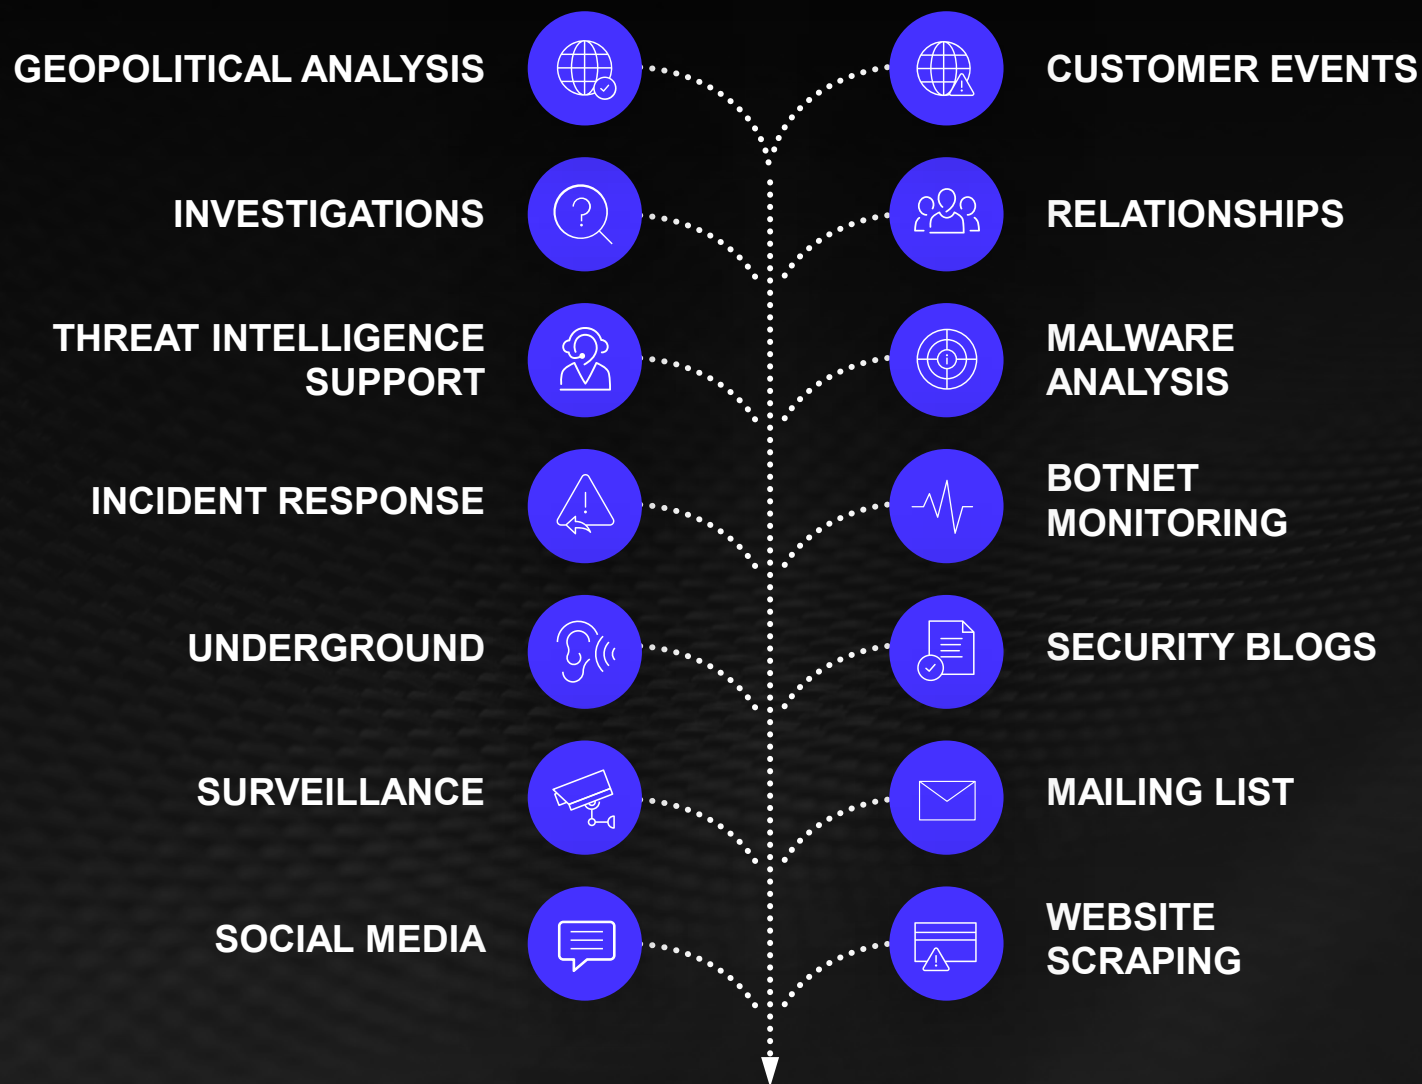 GEOPOLITICAL ANALYSIS
CUSTOMER EVENTS
INVESTIGATIONS
RELATIONSHIPS
THREAT INTELLIGENCE
SUPPORT
MALWARE
ANALYSIS
INCIDENT RESPONSE
BOTNET
MONITORING
UNDERGROUND
SECURITY BLOGS
SURVEILLANCE
MAILING LIST
SOCIAL MEDIA
WEBSITE
SCRAPING